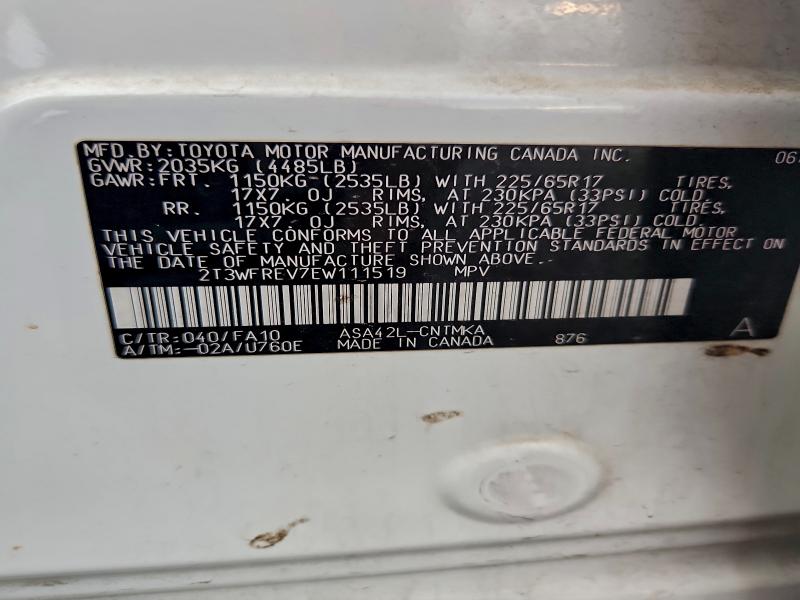 MFD.BY:TOYOTA MOTOR MANUFACTURING CANADA INC. 06/
GVWR:2035KG (4485LB)
GAWR:FRT. 1150KG (2535LB) WITH 225/65R17 TIRES,
17X7. 0J RIMS, AT 230KPA (33PSI) COLD
RR. 1150KG (2535LB) WITH 225/65R17 TIRES,
17X7. 0J RIMS, AT 230KPA (33PSI) COLD.
THIS VEHICLE CONFORMS TO ALL APPLICABLE FEDERAL MOTOR
VEHICLE SAFETY AND THEFT PREVENTION STANDARDS IN EFFECT ON
THE DATE OF MANUFACTURE SHOWN ABOVE.
2T3WFREV7EW111519 MPV
C/TR:040/FA10 ASA42L-CNTMKA A
A/TM:-02A/U760E MADE IN CANADA 876